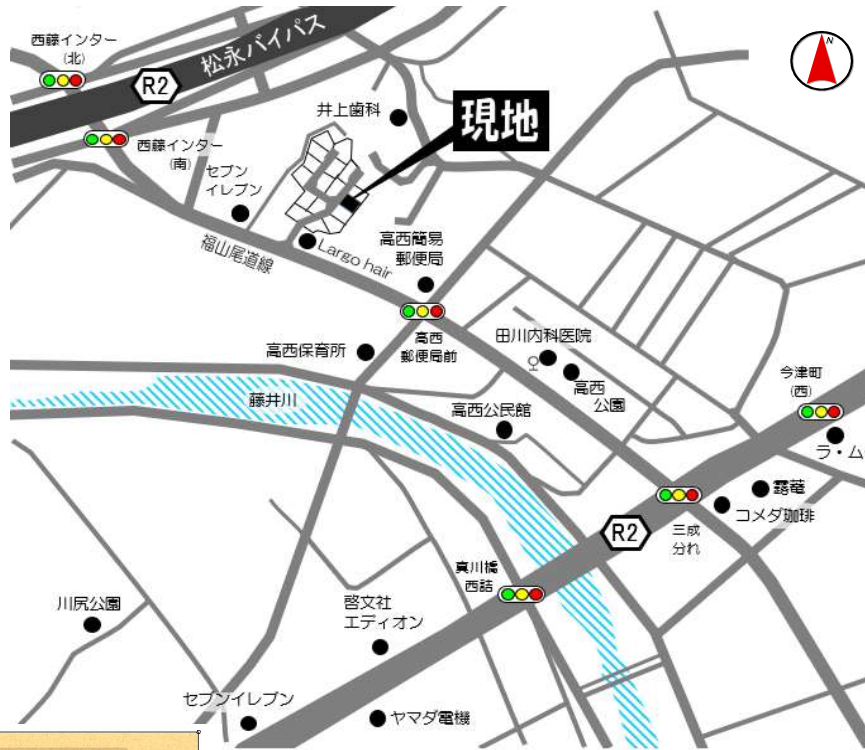 西藤インター
(北)
松永バイパス
R2
N
井上歯科
現地
西藤インター
(南)
セブン
イレブン
福山尾道線
Largo hair
高西簡易
郵便局
高西
郵便局前
高西保育所
田川内科医院
高西
公園
今津町
(西)
藤井川
高西公民館
ラ・ム
露菴
コメダ珈琲
三成
分れ
R2
真川橋
西詰
川尻公園
啓文社
エディオン
セブンイレブン
ヤマダ電機